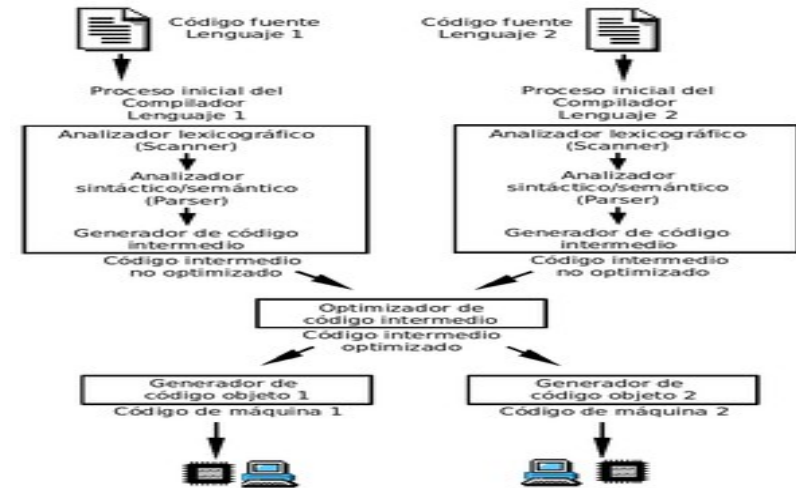 Código fuente
Lenguaje 1
Proceso inicial del
Compilador
Lenguaje 1
Analizador lexicográfico
(Scanner)
Analizador
sintáctico/semántico
(Parser)
Generador de código
intermedio
Código intermedio
no optimizado
Código fuente
Lenguaje 2
Proceso inicial del
Compilador
Lenguaje 2
Analizador lexicográfico
(Scanner)
Analizador
sintáctico/semántico
(Parser)
Generador de código
intermedio
Código intermedio
no optimizado
Optimizador de
código intermedio
Código intermedio
optimizado
Generador de
código objeto 1
Código de máquina 1
Generador de
código objeto 2
Código de máquina 2